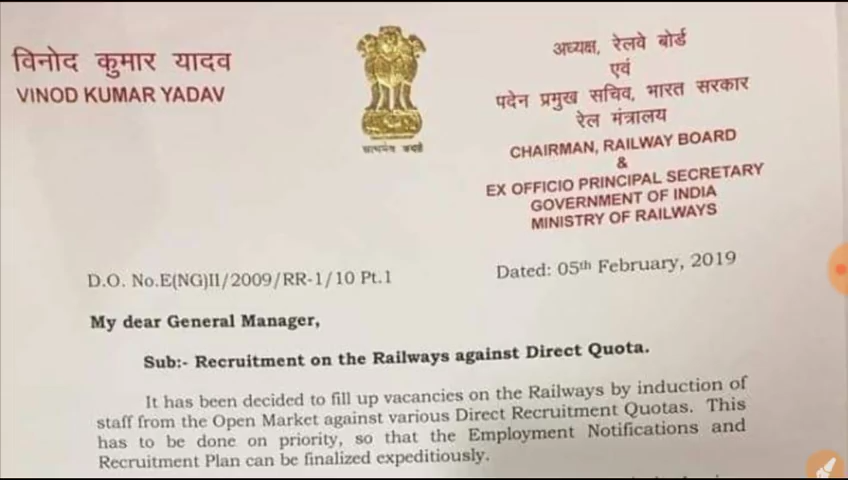 विनोद कुमार यादव
VINOD KUMAR YADAV
सत्यमेव जयते
अध्यक्ष, रेलवे बोर्ड
एवं
पदेन प्रमुख सचिव, भारत सरकार
रेल मंत्रालय
CHAIRMAN, RAILWAY BOARD
&
EX OFFICIO PRINCIPAL SECRETARY
GOVERNMENT OF INDIA
MINISTRY OF RAILWAYS
D.O. No.E(NG)II/2009/RR-1/10 Pt.1
Dated: 05th February, 2019
My dear General Manager,
Sub:- Recruitment on the Railways against Direct Quota.
It has been decided to fill up vacancies on the Railways by induction of
staff from the Open Market against various Direct Recruitment Quotas. This
has to be done on priority, so that the Employment Notifications and
Recruitment Plan can be finalized expeditiously.